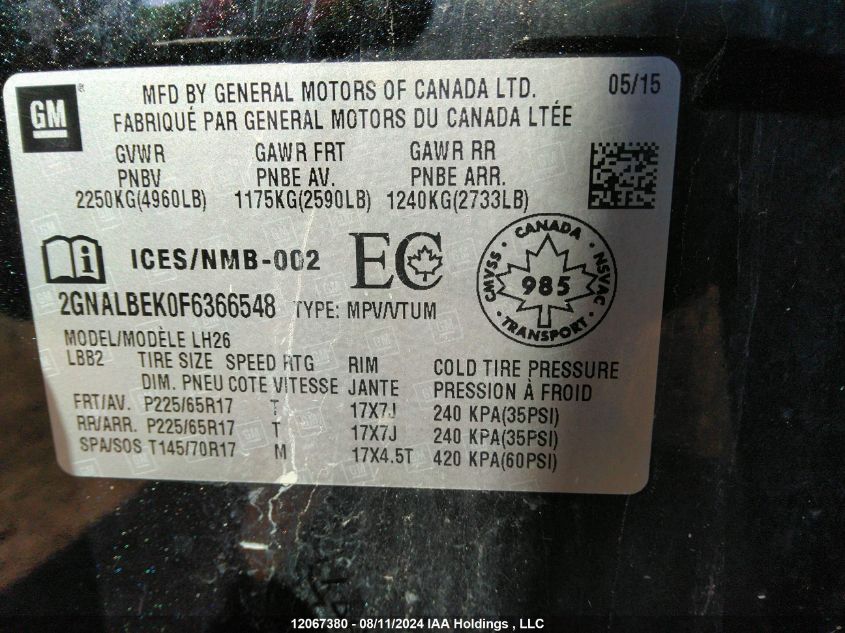 GM ® MFD BY GENERAL MOTORS OF CANADA LTD. 05/15
FABRIQUÉ PAR GENERAL MOTORS DU CANADA LTÉE
GVWR GAWR FRT GAWR RR
PNBV PNBE AV. PNBE ARR.
2250KG(4960LB) 1175KG(2590LB) 1240KG(2733LB)
i ICES/NMB-002 EC
CANADA
CMVSS 985 NSVAC
TRANSPORT
2GNALBEK0F6366548 TYPE: MPV/VTUM
MODEL/MODÈLE LH26
LBB2 TIRE SIZE SPEED RTG RIM COLD TIRE PRESSURE
DIM. PNEU COTE VITESSE JANTE PRESSION À FROID
FRT/AV. P225/65R17 T 17X7J 240 KPA(35PSI)
RR/ARR. P225/65R17 T 17X7J 240 KPA(35PSI)
SPA/SOS T145/70R17 M 17X4.5T 420 KPA(60PSI)
12067380 - 08/11/2024 IAA Holdings , LLC